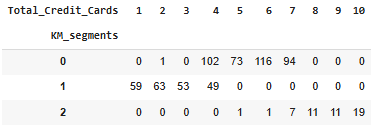 Total_Credit_Cards 1 2 3 4 5 6 7 8 9 10
KM_segments
0 0 1 0 102 73 116 94 0 0 0
1 59 63 53 49 0 0 0 0 0 0
2 0 0 0 0 1 1 7 11 11 19